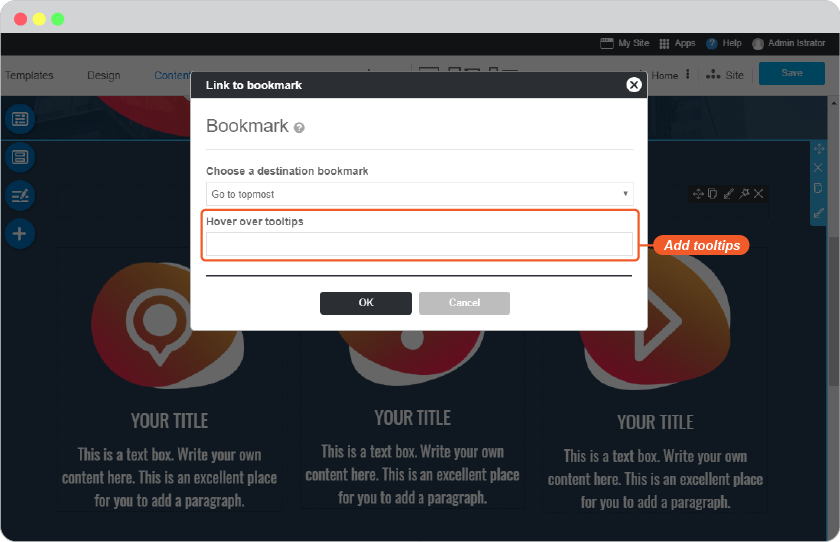 My Site Apps Help Admin Istrator
Templates Design Conten Home Site Save
Link to bookmark
Bookmark
Choose a destination bookmark
Go to topmost
Hover over tooltips
Add tooltips
OK Cancel
YOUR TITLE
This is a text box. Write your own
content here. This is an excellent place
for you to add a paragraph.
YOUR TITLE
This is a text box. Write your own
content here. This is an excellent place
for you to add a paragraph.
YOUR TITLE
This is a text box. Write your own
content here. This is an excellent place
for you to add a paragraph.